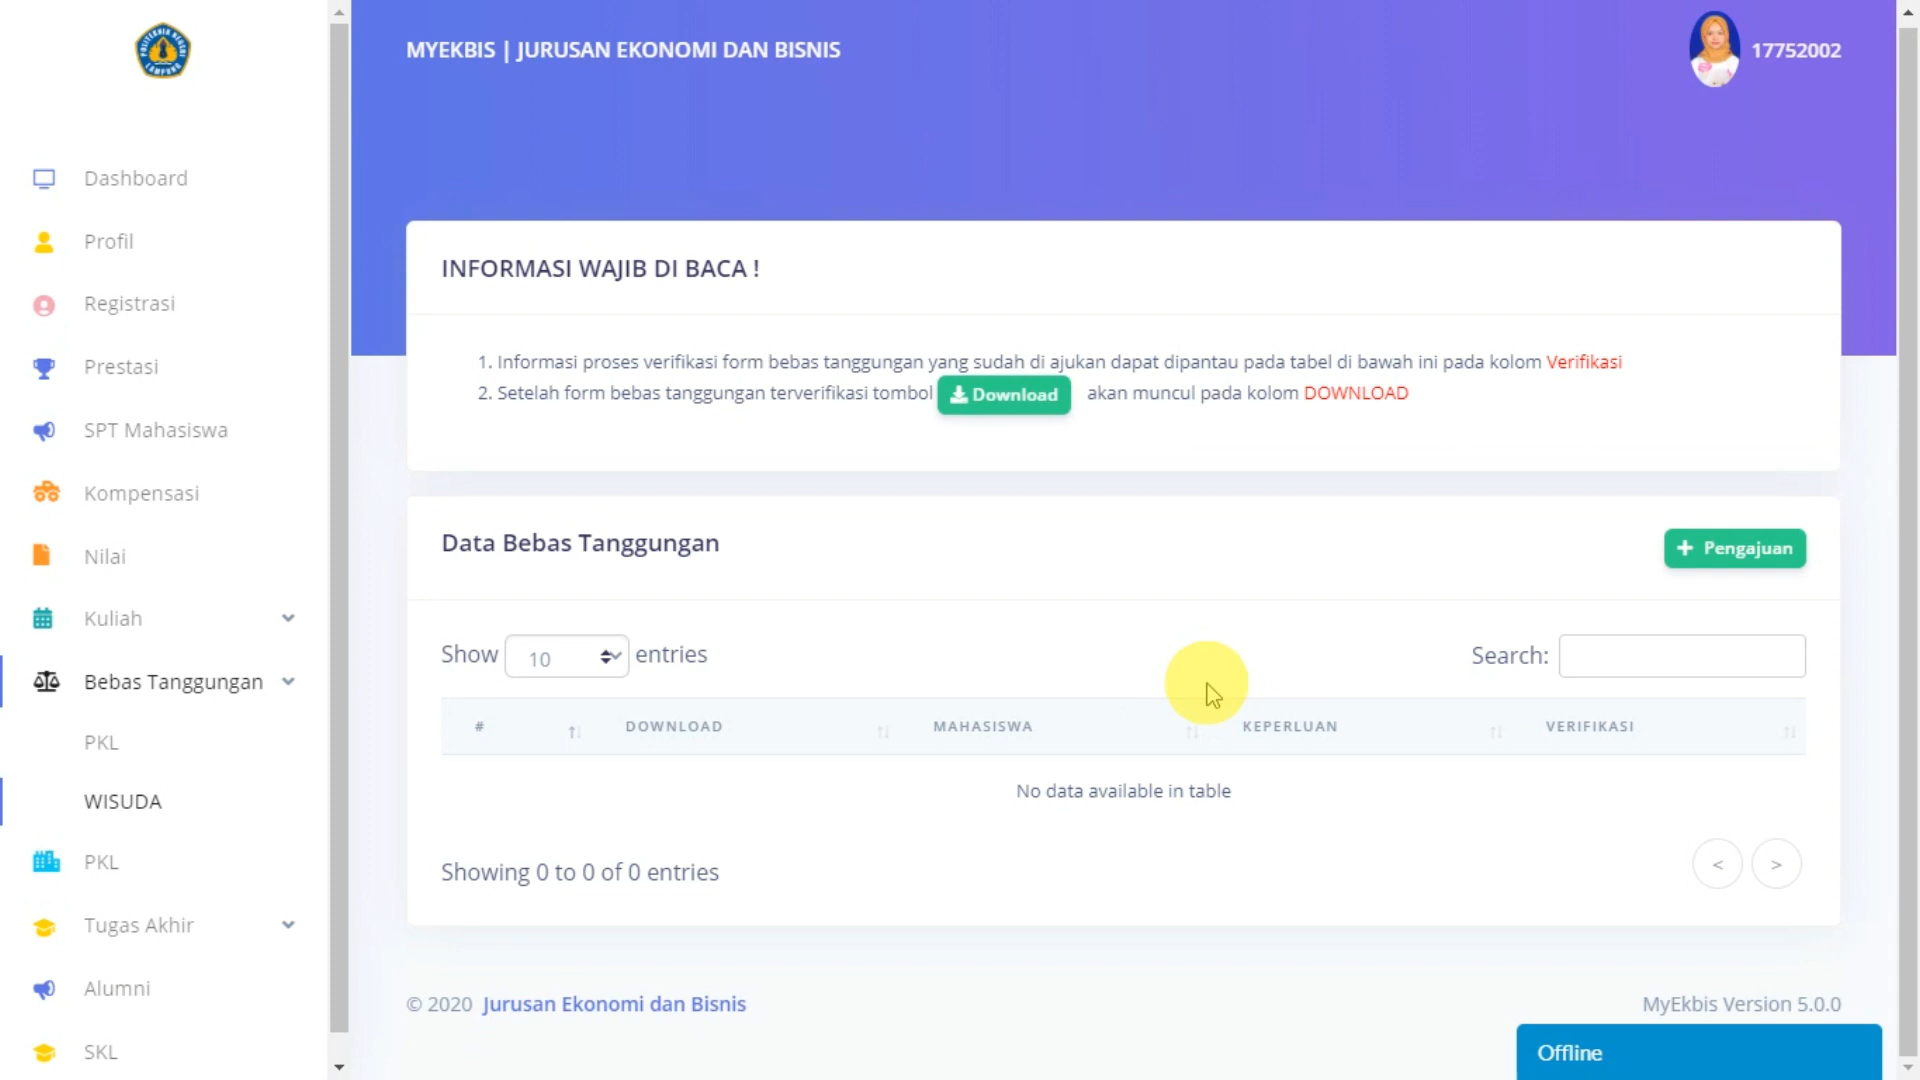 POLITEKNIK NEGERI
LAMPUNG
MYEKBIS | JURUSAN EKONOMI DAN BISNIS
17752002
Dashboard
Profil
Registrasi
Prestasi
SPT Mahasiswa
Kompensasi
Nilai
Kuliah
Bebas Tanggungan
PKL
WISUDA
PKL
Tugas Akhir
Alumni
SKL
INFORMASI WAJIB DI BACA !
1. Informasi proses verifikasi form bebas tanggungan yang sudah di ajukan dapat dipantau pada tabel di bawah ini pada kolom Verifikasi
2. Setelah form bebas tanggungan terverifikasi tombol Download akan muncul pada kolom DOWNLOAD
Data Bebas Tanggungan
+ Pengajuan
Show 10 entries
Search:
# DOWNLOAD MAHASISWA KEPERLUAN VERIFIKASI
No data available in table
Showing 0 to 0 of 0 entries
< >
© 2020 Jurusan Ekonomi dan Bisnis
MyEkbis Version 5.0.0
Offline